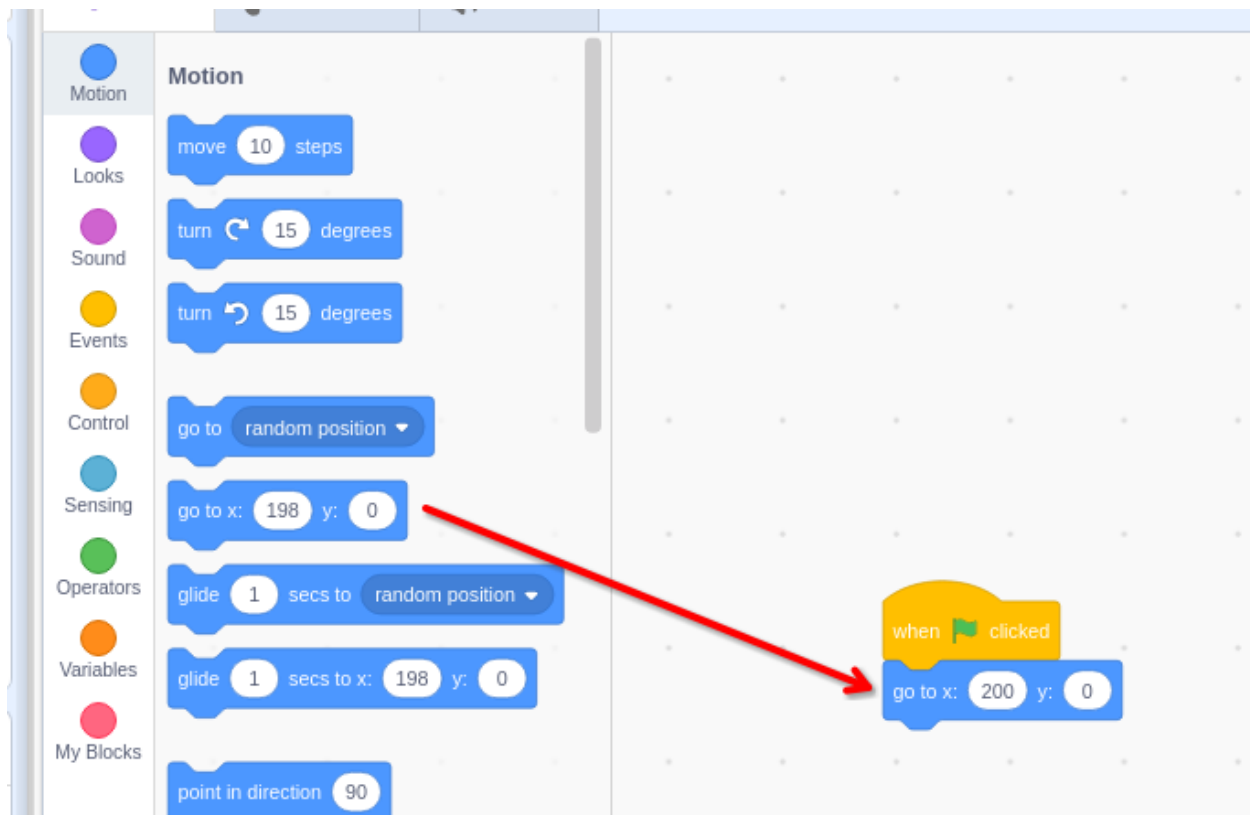 Motion
Looks
Sound
Events
Control
Sensing
Operators
Variables
My Blocks
Motion
move 10 steps
turn 15 degrees
turn 15 degrees
go to random position
go to x: 198 y: 0
glide 1 secs to random position
glide 1 secs to x: 198 y: 0
point in direction 90
when clicked
go to x: 200 y: 0